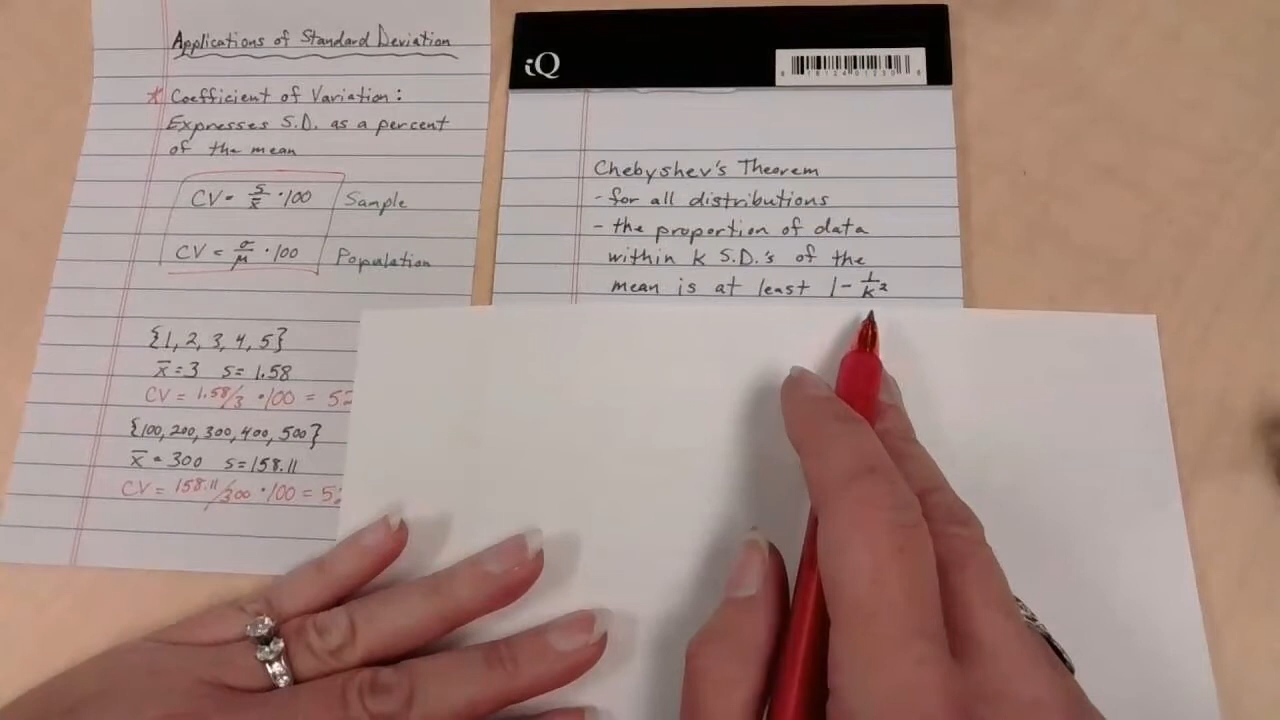 Applications of Standard Deviation
* Coefficient of Variation:
Expresses S.D. as a percent
of the mean
CV = s/x̄ · 100 Sample
CV = σ/μ · 100 Population
{1, 2, 3, 4, 5}
x̄ = 3 s = 1.58
CV = 1.58/3 · 100 = 52
{100, 200, 300, 400, 500}
x̄ = 300 s = 158.11
CV = 158.11/300 · 100 = 52
iQ
Chebyshev's Theorem
- for all distributions
- the proportion of data
within k S.D.'s of the
mean is at least 1 - 1/k²